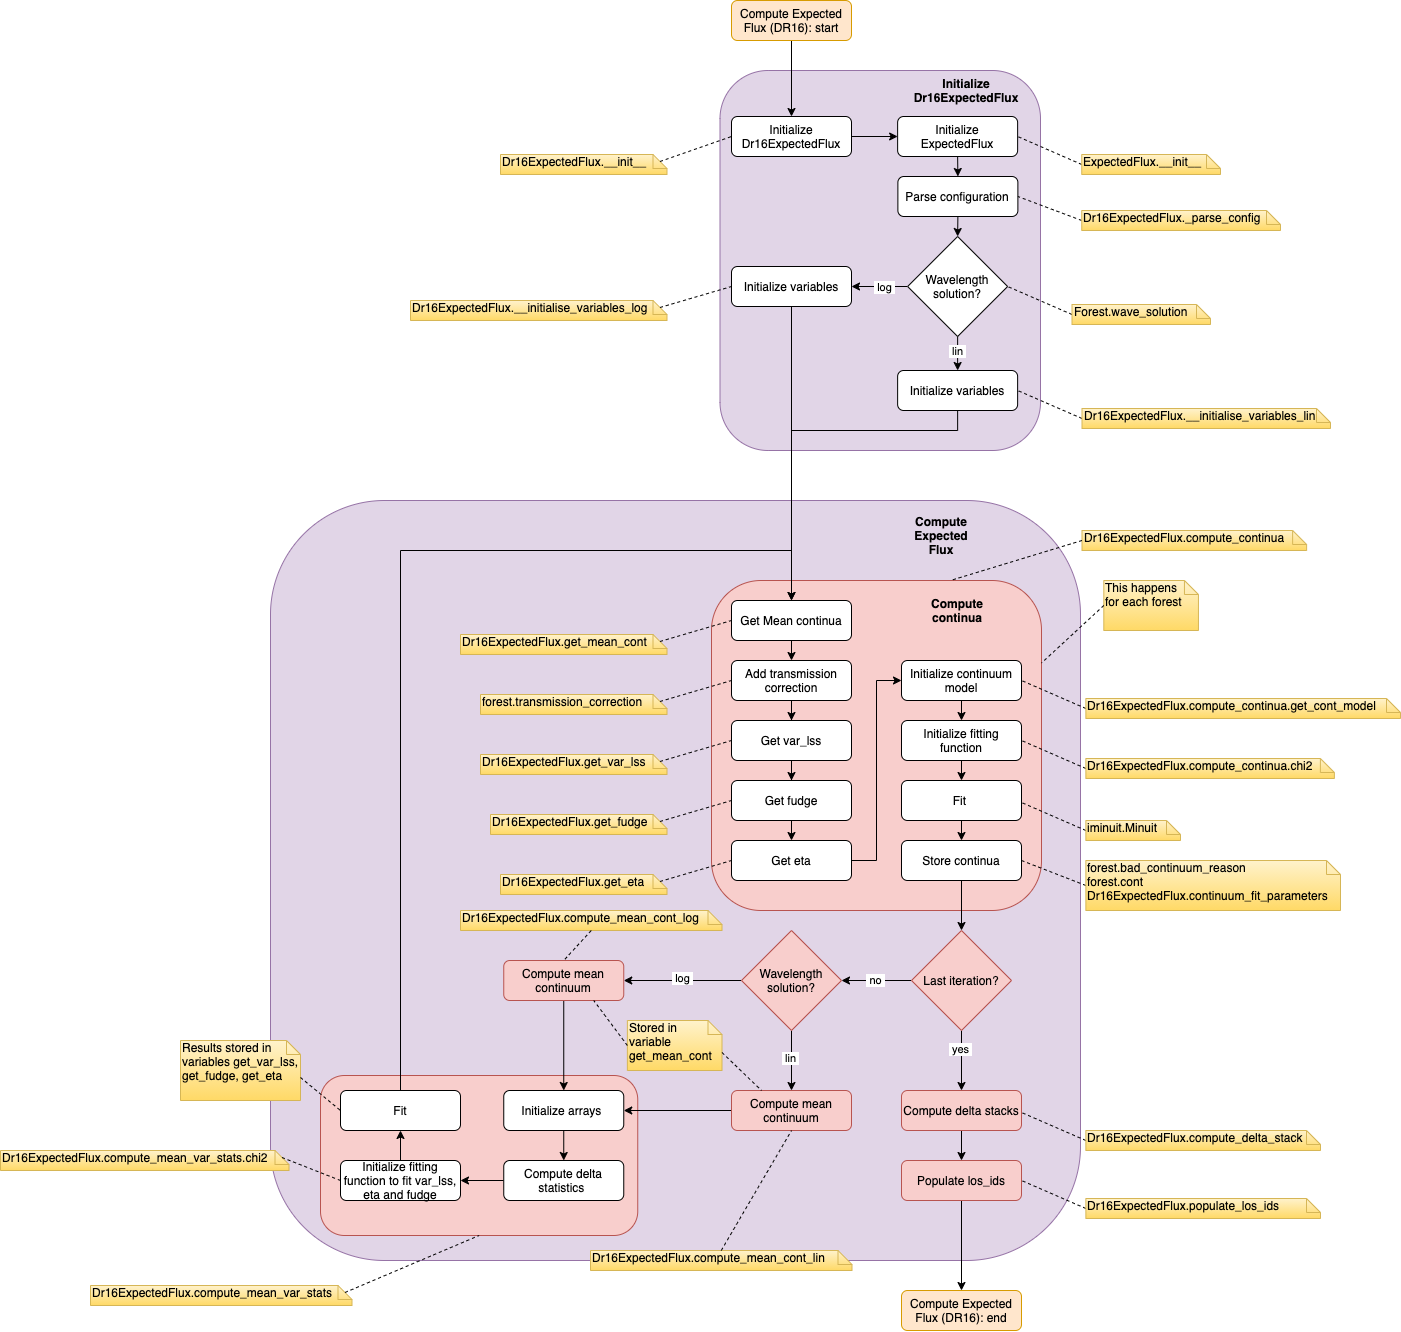 Compute Expected
Flux (DR16): start
Initialize
Dr16ExpectedFlux
Initialize
Dr16ExpectedFlux
Initialize
ExpectedFlux
Dr16ExpectedFlux.__init__
ExpectedFlux.__init__
Parse configuration
Dr16ExpectedFlux._parse_config
Wavelength
solution?
log
Initialize variables
Dr16ExpectedFlux.__initialise_variables_log
Forest.wave_solution
lin
Initialize variables
Dr16ExpectedFlux.__initialise_variables_lin
Compute
Expected
Flux
Dr16ExpectedFlux.compute_continua
This happens
for each forest
Compute
continua
Get Mean continua
Dr16ExpectedFlux.get_mean_cont
Add transmission
correction
forest.transmission_correction
Initialize continuum
model
Dr16ExpectedFlux.compute_continua.get_cont_model
Get var_lss
Dr16ExpectedFlux.get_var_lss
Initialize fitting
function
Dr16ExpectedFlux.compute_continua.chi2
Get fudge
Dr16ExpectedFlux.get_fudge
Fit
iminuit.Minuit
Get eta
Dr16ExpectedFlux.get_eta
Store continua
forest.bad_continuum_reason
forest.cont
Dr16ExpectedFlux.continuum_fit_parameters
Dr16ExpectedFlux.compute_mean_cont_log
Compute mean
continuum
log
Wavelength
solution?
no
Last iteration?
Stored in
variable
get_mean_cont
lin
yes
Results stored in
variables get_var_lss,
get_fudge, get_eta
Fit
Initialize arrays
Compute mean
continuum
Compute delta stacks
Dr16ExpectedFlux.compute_delta_stack
Dr16ExpectedFlux.compute_mean_var_stats.chi2
Initialize fitting
function to fit var_lss,
eta and fudge
Compute delta
statistics
Populate los_ids
Dr16ExpectedFlux.populate_los_ids
Dr16ExpectedFlux.compute_mean_cont_lin
Dr16ExpectedFlux.compute_mean_var_stats
Compute Expected
Flux (DR16): end